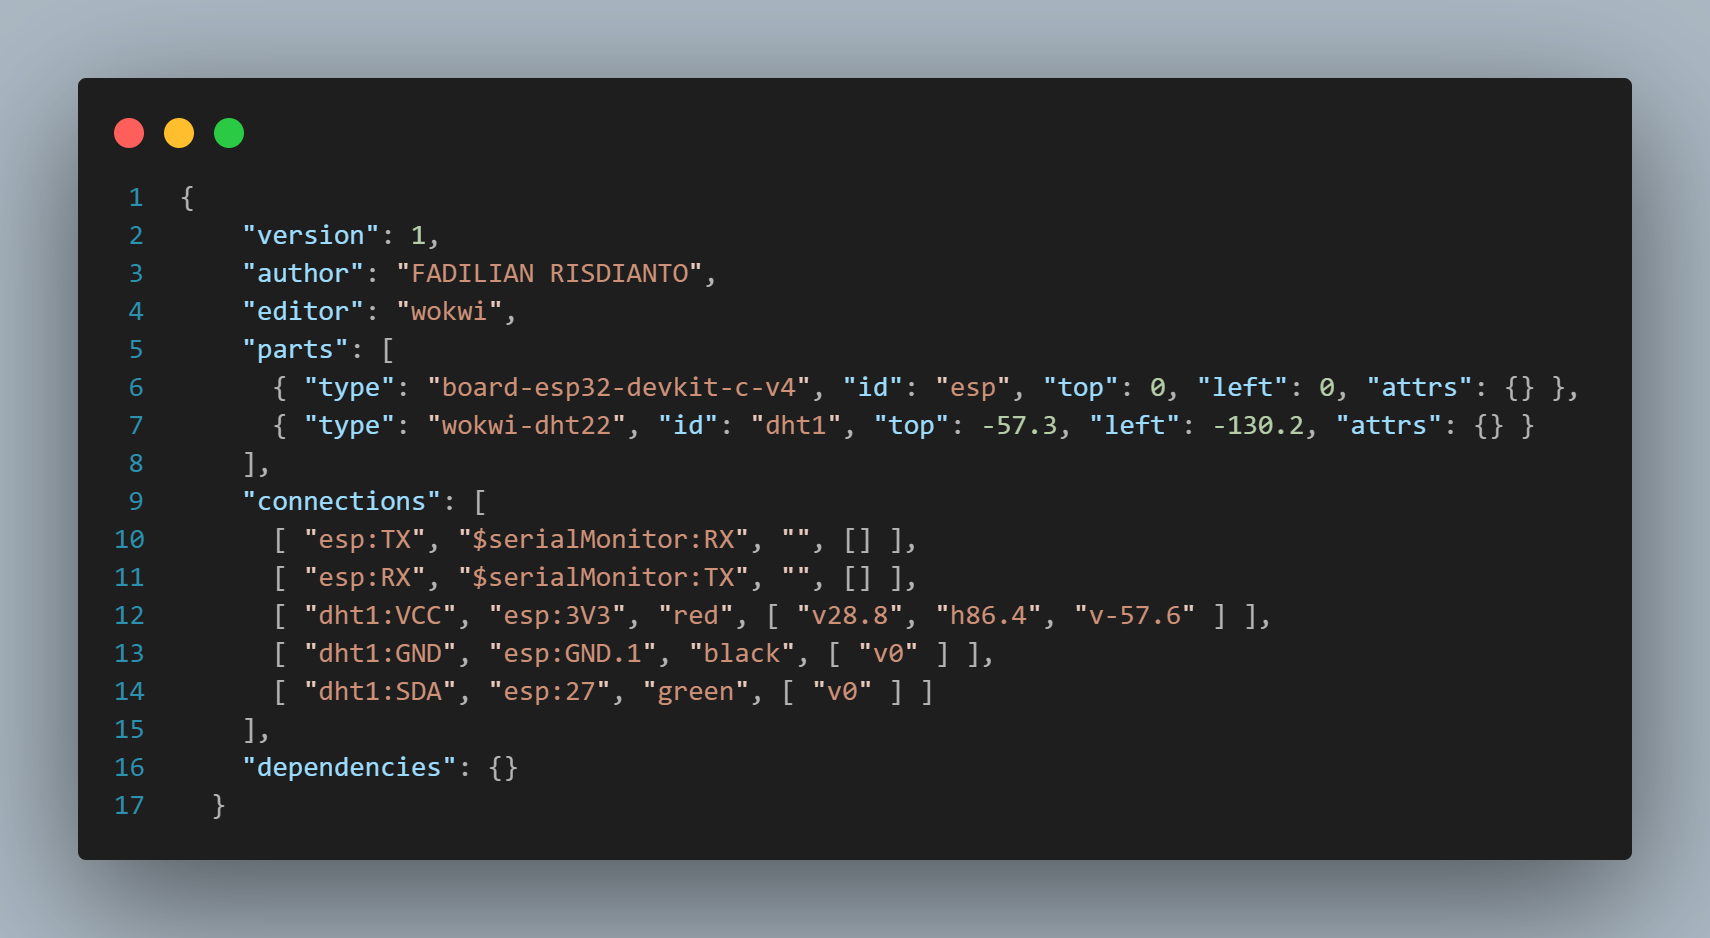 1 {
2 "version": 1,
3 "author": "FADILIAN RISDIANTO",
4 "editor": "wokwi",
5 "parts": [
6 { "type": "board-esp32-devkit-c-v4", "id": "esp", "top": 0, "left": 0, "attrs": {} },
7 { "type": "wokwi-dht22", "id": "dht1", "top": -57.3, "left": -130.2, "attrs": {} }
8 ],
9 "connections": [
10 [ "esp:TX", "$serialMonitor:RX", "", [] ],
11 [ "esp:RX", "$serialMonitor:TX", "", [] ],
12 [ "dht1:VCC", "esp:3V3", "red", [ "v28.8", "h86.4", "v-57.6" ] ],
13 [ "dht1:GND", "esp:GND.1", "black", [ "v0" ] ],
14 [ "dht1:SDA", "esp:27", "green", [ "v0" ] ]
15 ],
16 "dependencies": {}
17 }